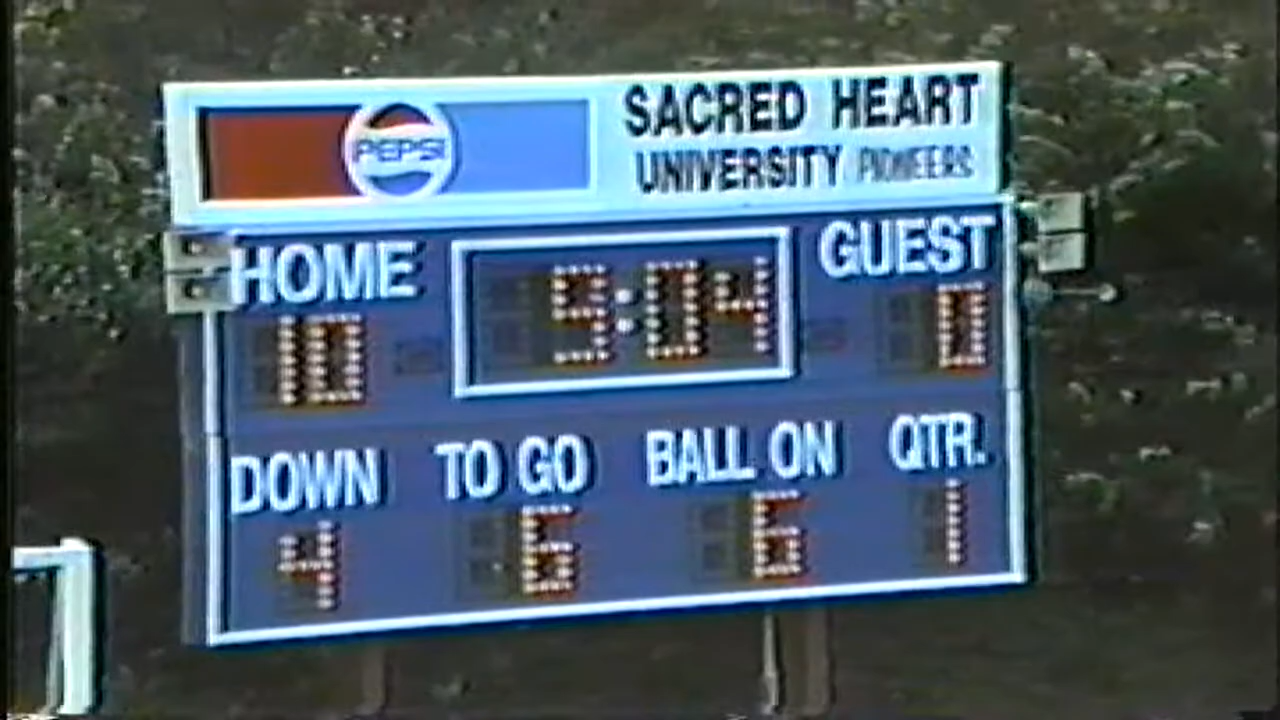 PEPSI
SACRED HEART
UNIVERSITY PIONEERS
HOME 9:04 GUEST
10 0
DOWN TO GO BALL ON QTR.
4 6 6 1